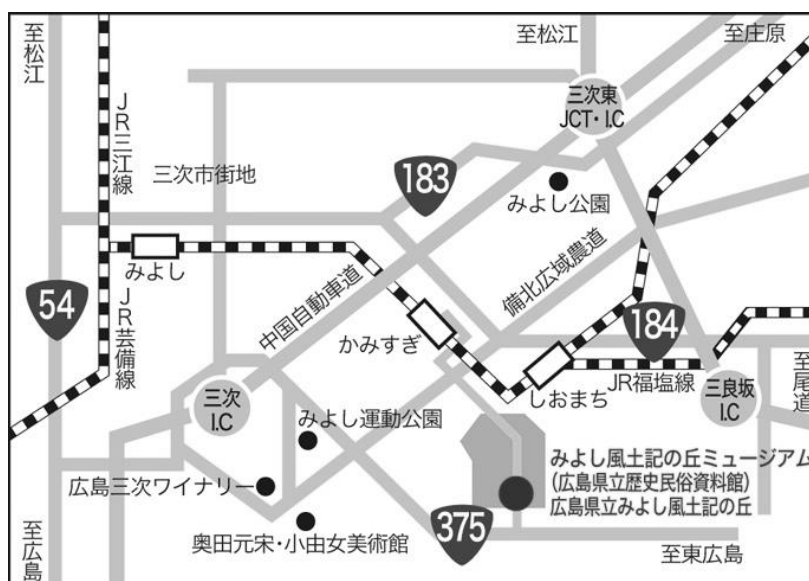 至松江
至松江
至庄原
三次東
JCT・I.C
JR三江線
三次市街地
183
みよし公園
みよし
備北広域農道
54
中国自動車道
JR芸備線
かみすぎ
184
しおまち
JR福塩線
三良坂
I.C
至尾道
三次
I.C
みよし運動公園
広島三次ワイナリー
みよし風土記の丘ミュージアム
(広島県立歴史民俗資料館)
広島県立みよし風土記の丘
奥田元宋・小由女美術館
375
至広島
至東広島